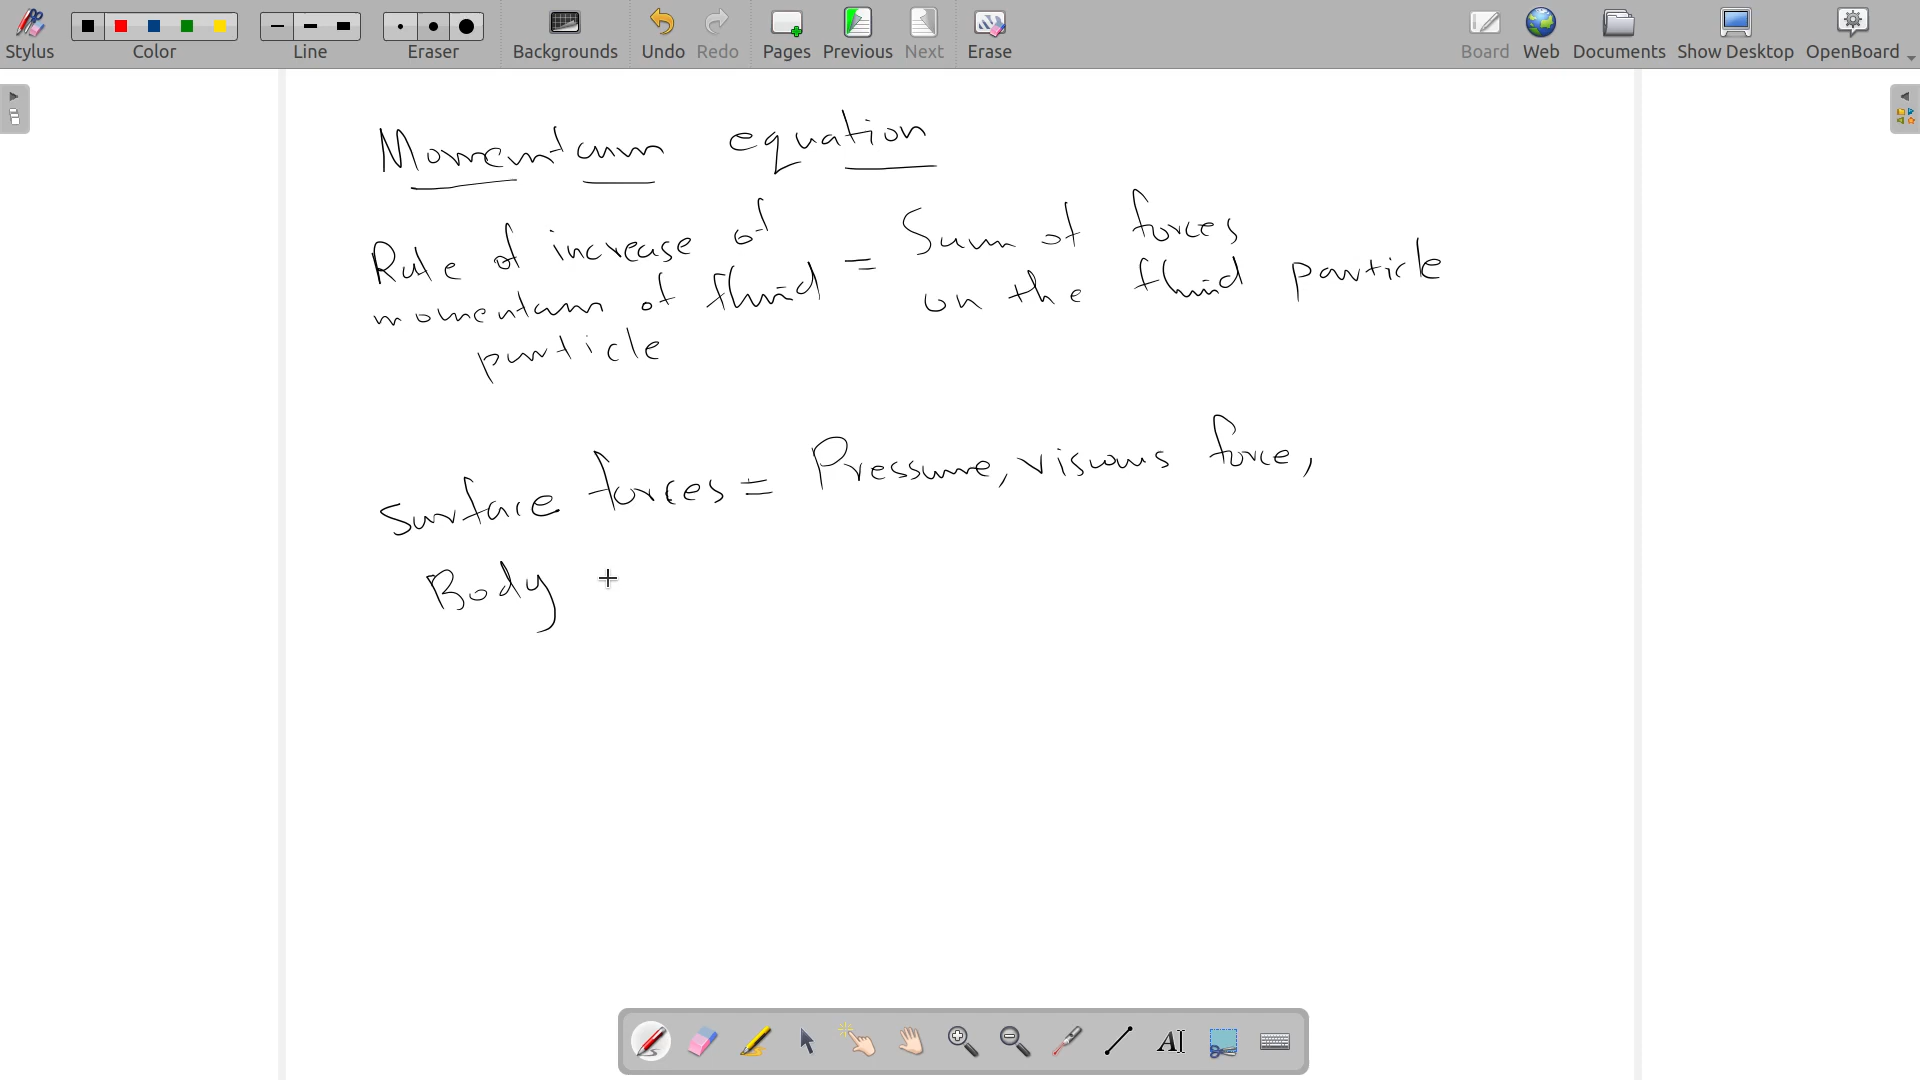 Stylus Color Line Eraser Backgrounds Undo Redo Pages Previous Next Erase Board Web Documents Show Desktop OpenBoard
Momentum equation
Rate of increase of
momentum of fluid
particle
= Sum of forces
on the fluid particle
Surface forces = Pressure, viscous force,
Body
AI